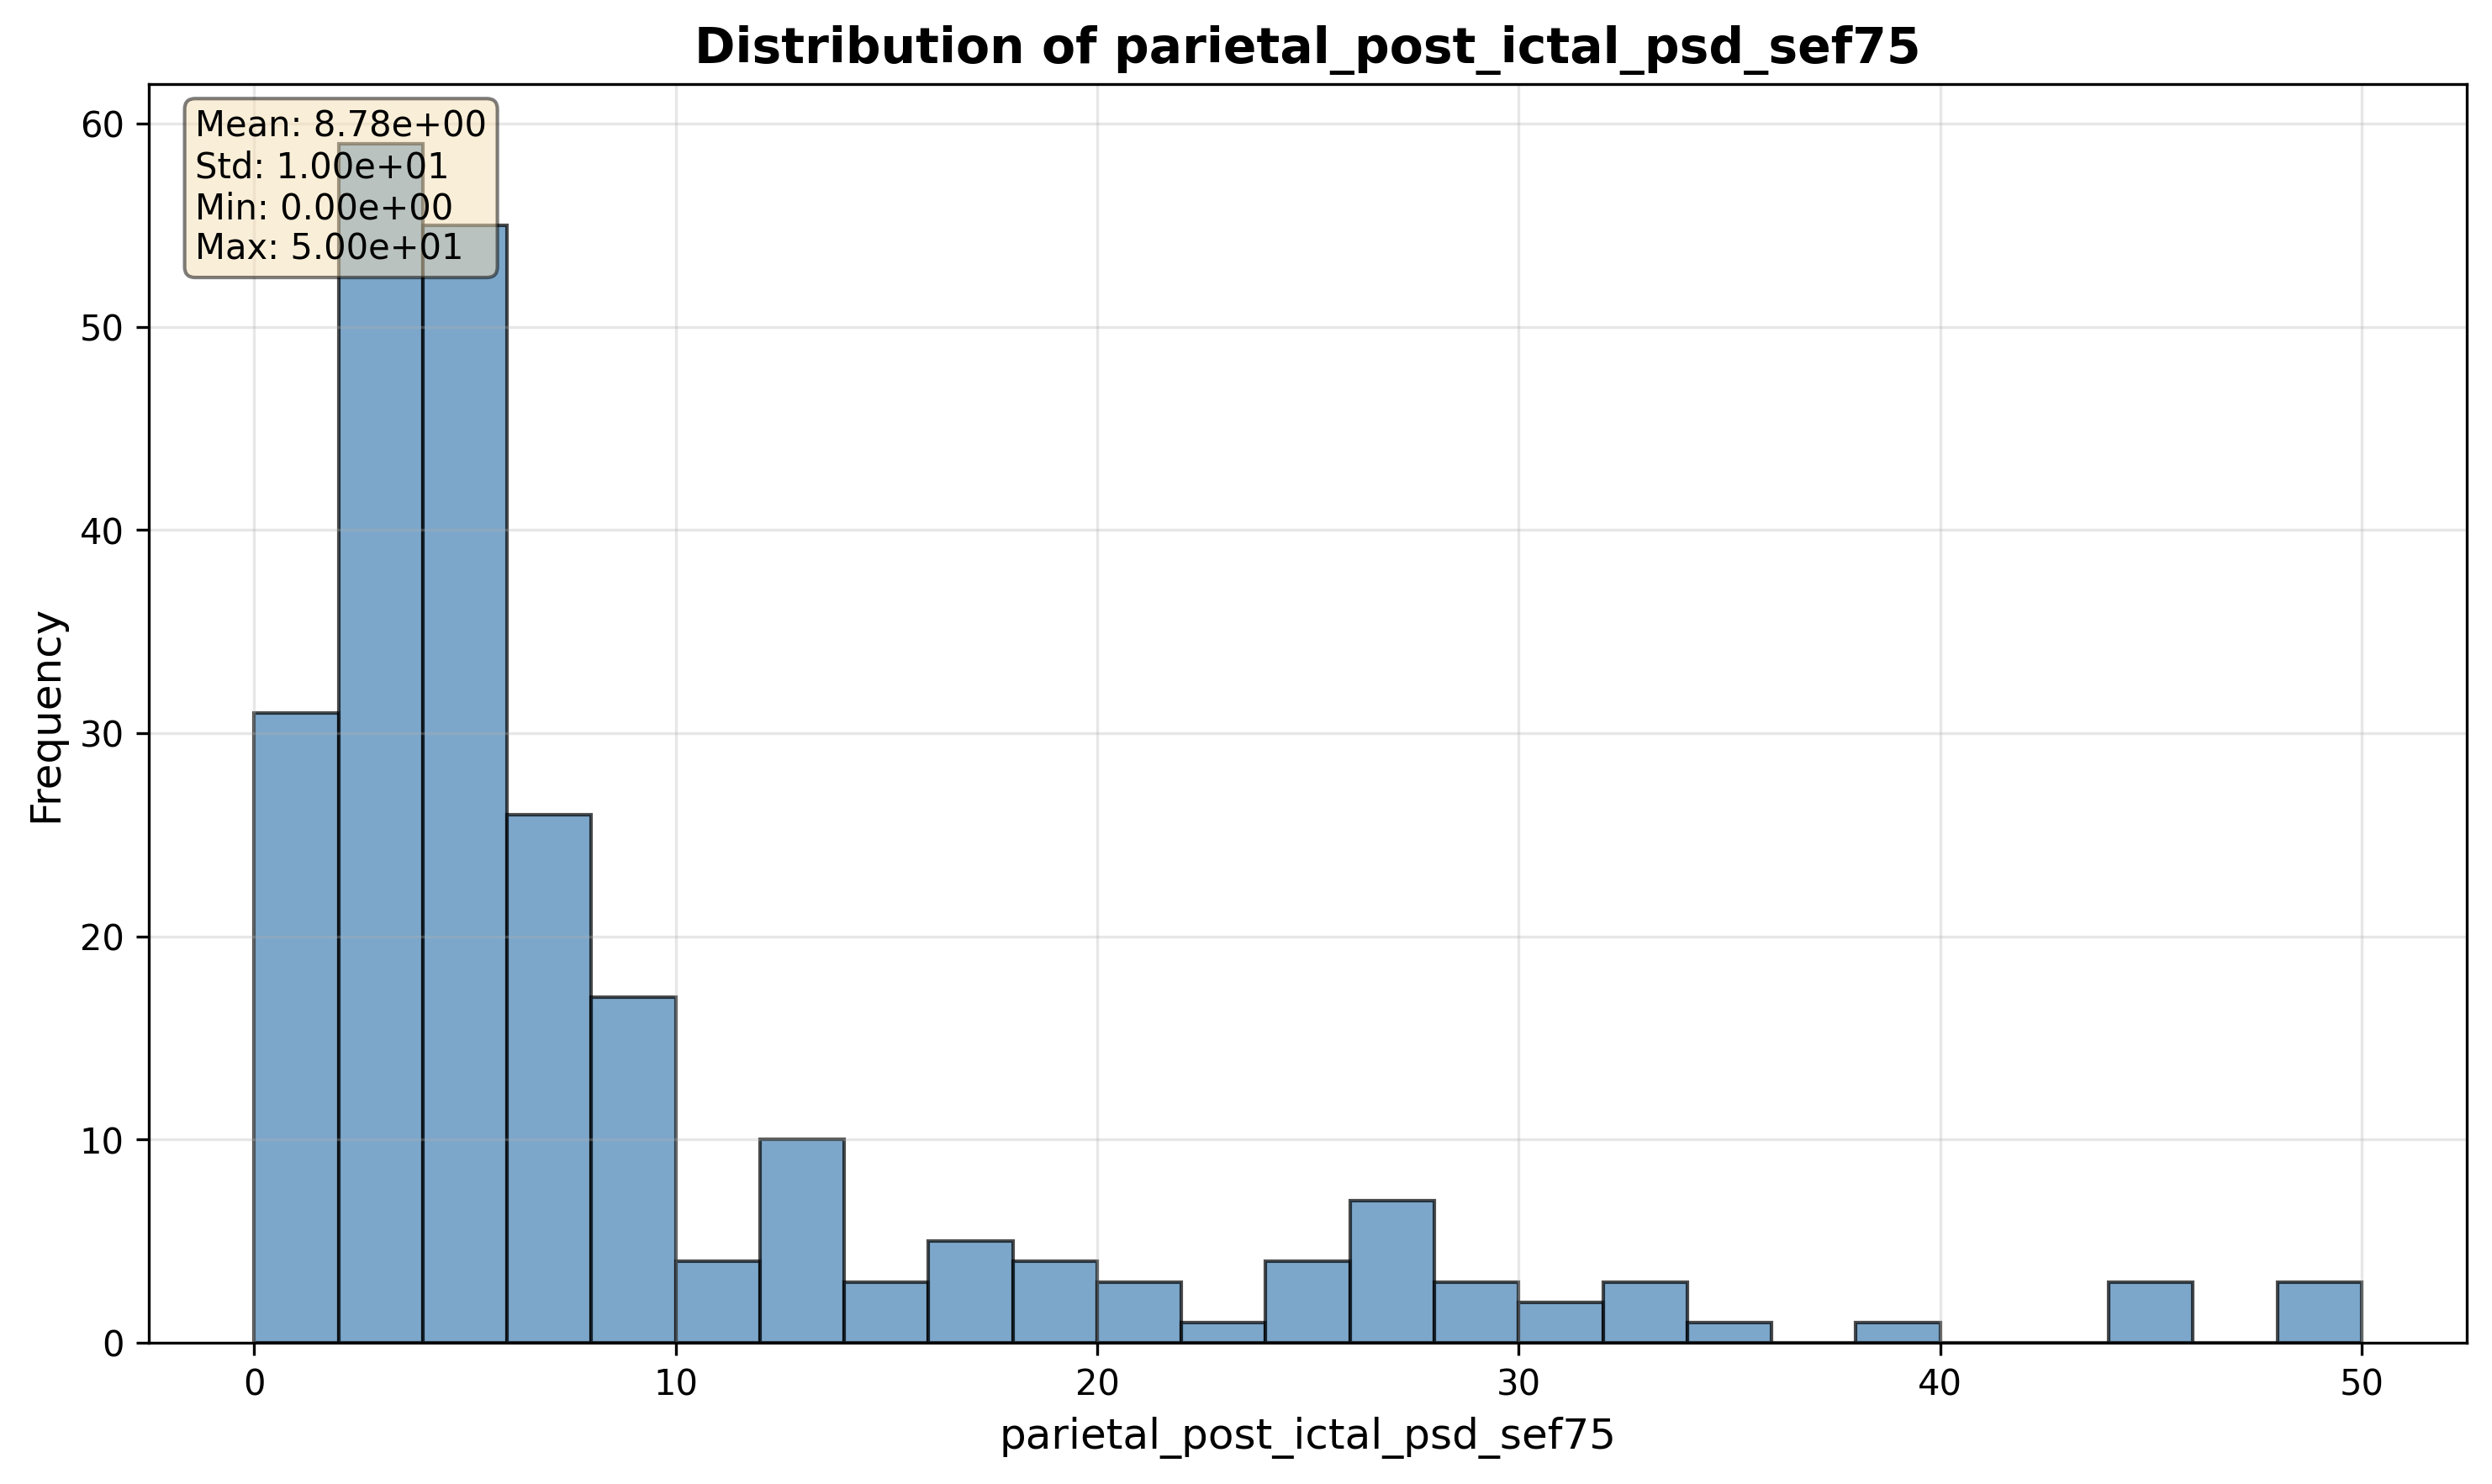 Distribution of parietal_post_ictal_psd_sef75
Mean: 8.78e+00
Std: 1.00e+01
Min: 0.00e+00
Max: 5.00e+01
60
50
40
30
20
10
0
Frequency
0 10 20 30 40 50
parietal_post_ictal_psd_sef75